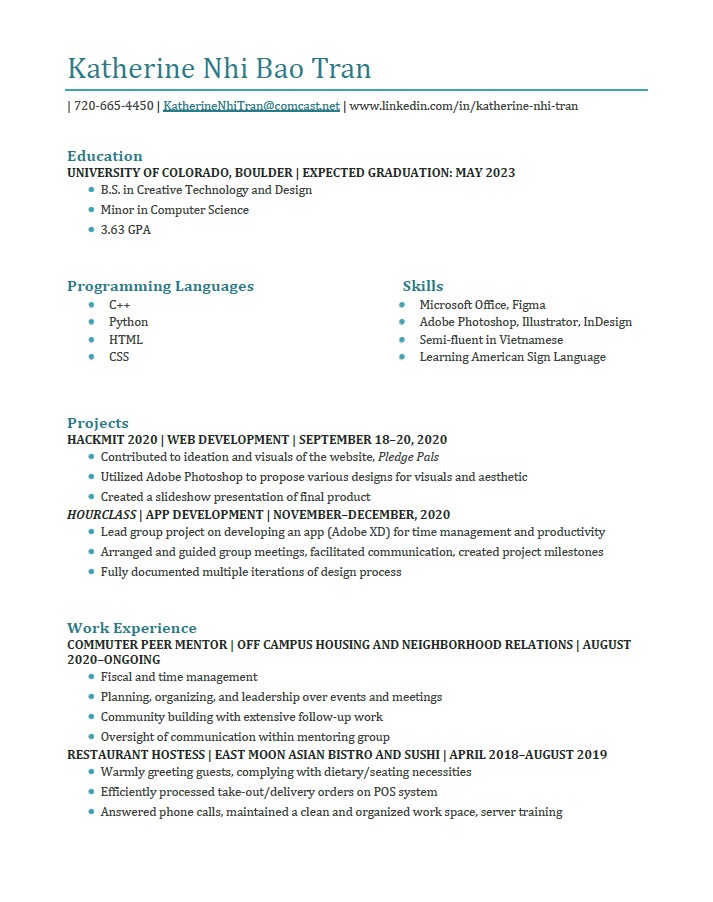 Katherine Nhi Bao Tran
| 720-665-4450 | KatherineNhiTran@comcast.net | www.linkedin.com/in/katherine-nhi-tran
Education
UNIVERSITY OF COLORADO, BOULDER | EXPECTED GRADUATION: MAY 2023
• B.S. in Creative Technology and Design
• Minor in Computer Science
• 3.63 GPA
Programming Languages
• C++
• Python
• HTML
• CSS
Skills
• Microsoft Office, Figma
• Adobe Photoshop, Illustrator, InDesign
• Semi-fluent in Vietnamese
• Learning American Sign Language
Projects
HACKMIT 2020 | WEB DEVELOPMENT | SEPTEMBER 18–20, 2020
• Contributed to ideation and visuals of the website, Pledge Pals
• Utilized Adobe Photoshop to propose various designs for visuals and aesthetic
• Created a slideshow presentation of final product
HOURCLASS | APP DEVELOPMENT | NOVEMBER–DECEMBER, 2020
• Lead group project on developing an app (Adobe XD) for time management and productivity
• Arranged and guided group meetings, facilitated communication, created project milestones
• Fully documented multiple iterations of design process
Work Experience
COMMUTER PEER MENTOR | OFF CAMPUS HOUSING AND NEIGHBORHOOD RELATIONS | AUGUST
2020–ONGOING
• Fiscal and time management
• Planning, organizing, and leadership over events and meetings
• Community building with extensive follow-up work
• Oversight of communication within mentoring group
RESTAURANT HOSTESS | EAST MOON ASIAN BISTRO AND SUSHI | APRIL 2018–AUGUST 2019
• Warmly greeting guests, complying with dietary/seating necessities
• Efficiently processed take-out/delivery orders on POS system
• Answered phone calls, maintained a clean and organized work space, server training